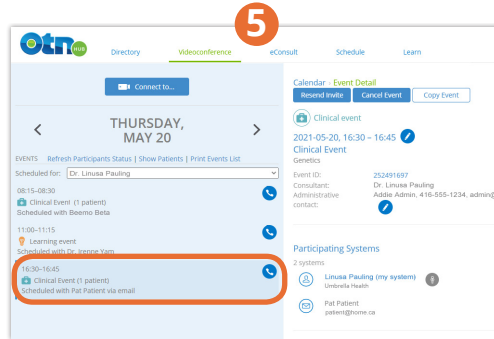 5
Otn HUB
Directory
Videoconference
eConsult
Schedule
Learn
Connect to...
THURSDAY,
MAY 20
EVENTS Refresh Participants Status | Show Patients | Print Events List
Scheduled for: Dr. Linusa Pauling
08:15–08:30
Clinical Event (1 patient)
Scheduled with Beemo Beta
11:00–11:15
Learning event
Scheduled with Dr. Irenne Yam
16:30–16:45
Clinical Event (1 patient)
Scheduled with Pat Patient via email
Calendar - Event Detail
Resend Invite
Cancel Event
Copy Event
Clinical event
2021-05-20, 16:30 – 16:45
Clinical Event
Genetics
Event ID: 252491697
Consultant: Dr. Linusa Pauling
Administrative Addie Admin, 416-555-1234, admin@
contact:
Participating Systems
2 systems
Linusa Pauling (my system)
Umbrella Health
Pat Patient
patient@home.ca